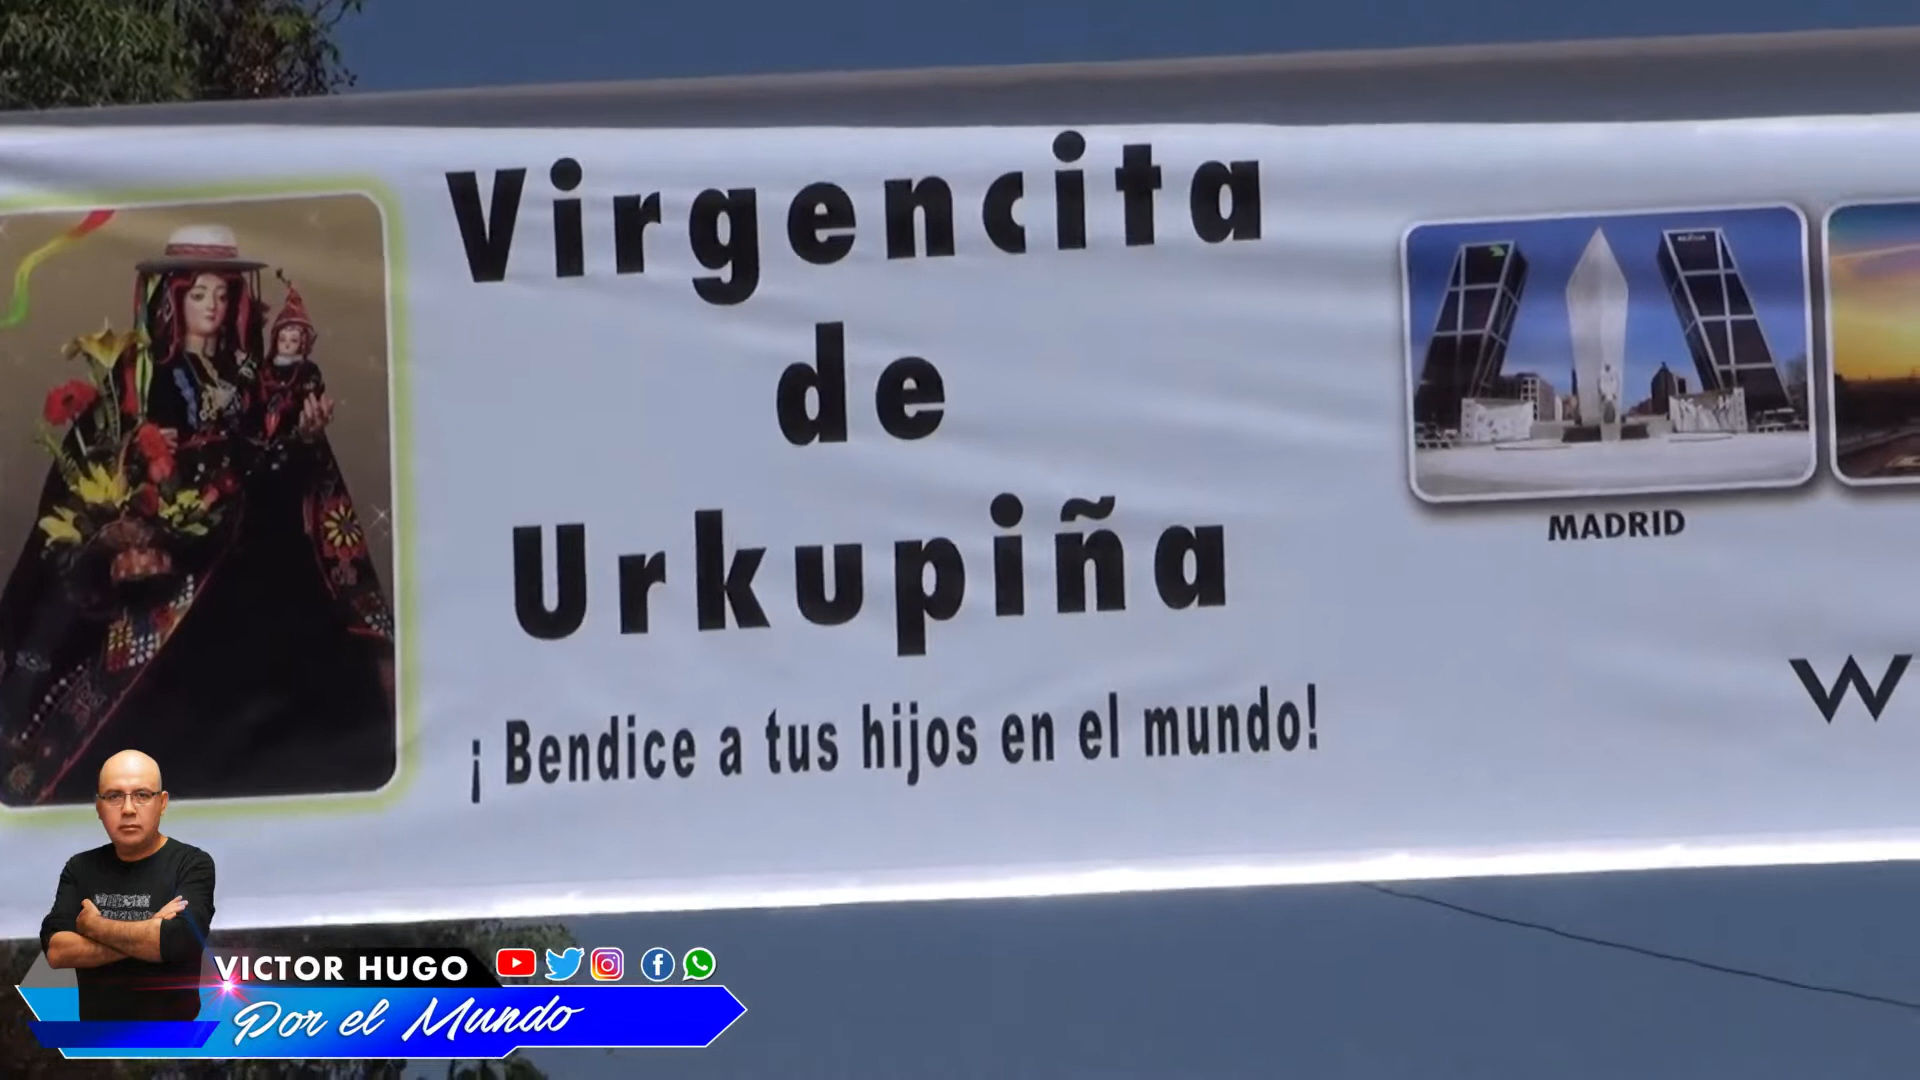 Virgencita
de
Urkupiña
¡ Bendice a tus hijos en el mundo!
MADRID
W
VICTOR HUGO
Por el Mundo